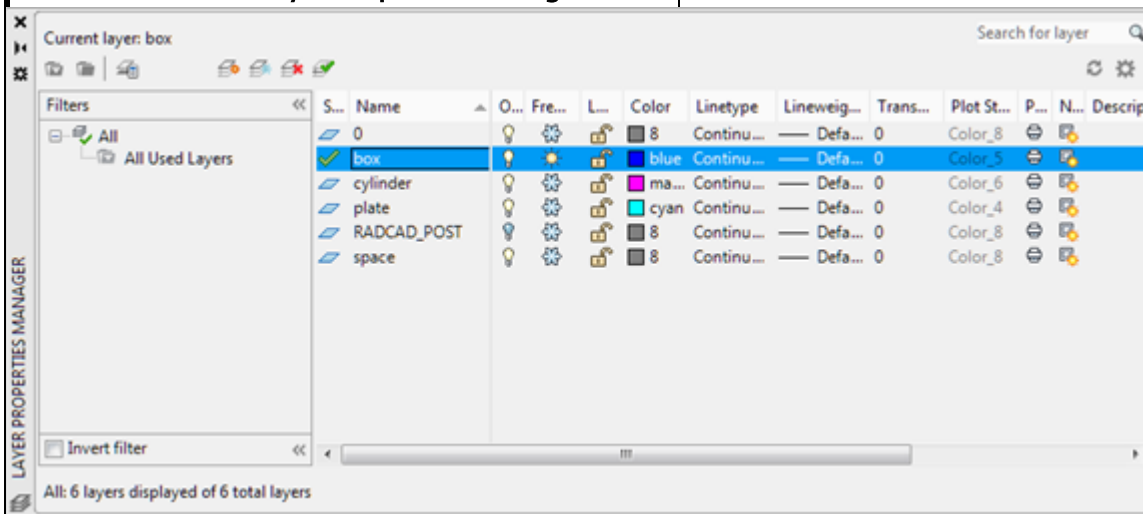 Current layer: box
Search for layer
Filters
All
All Used Layers
Invert filter
S... Name O... Fre... L... Color Linetype Lineweig... Trans... Plot St... P... N... Descrip
0 8 Continu... Defa... 0 Color_8
box blue Continu... Defa... 0 Color_5
cylinder ma... Continu... Defa... 0 Color_6
plate cyan Continu... Defa... 0 Color_4
RADCAD_POST 8 Continu... Defa... 0 Color_8
space 8 Continu... Defa... 0 Color_8
All: 6 layers displayed of 6 total layers
LAYER PROPERTIES MANAGER